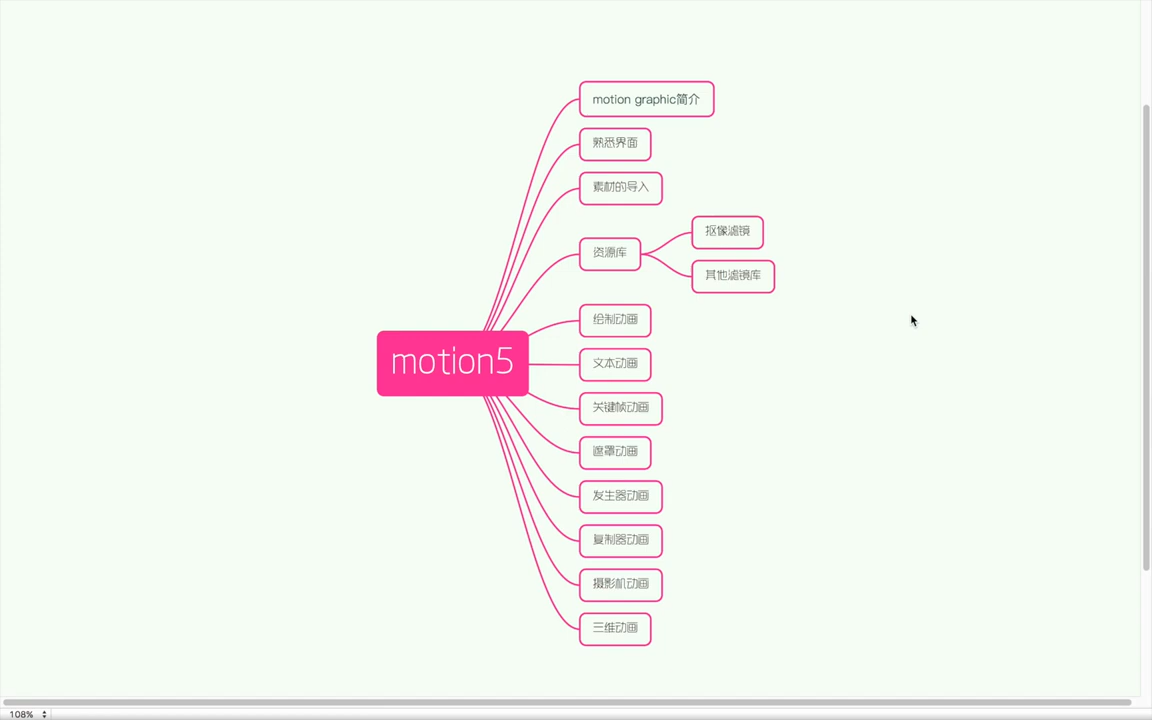 motion graphic简介
熟悉界面
素材的导入
抠像滤镜
资源库
其他滤镜库
绘制动画
motion5
文本动画
关键帧动画
遮罩动画
发生器动画
复制器动画
摄影机动画
三维动画
108%